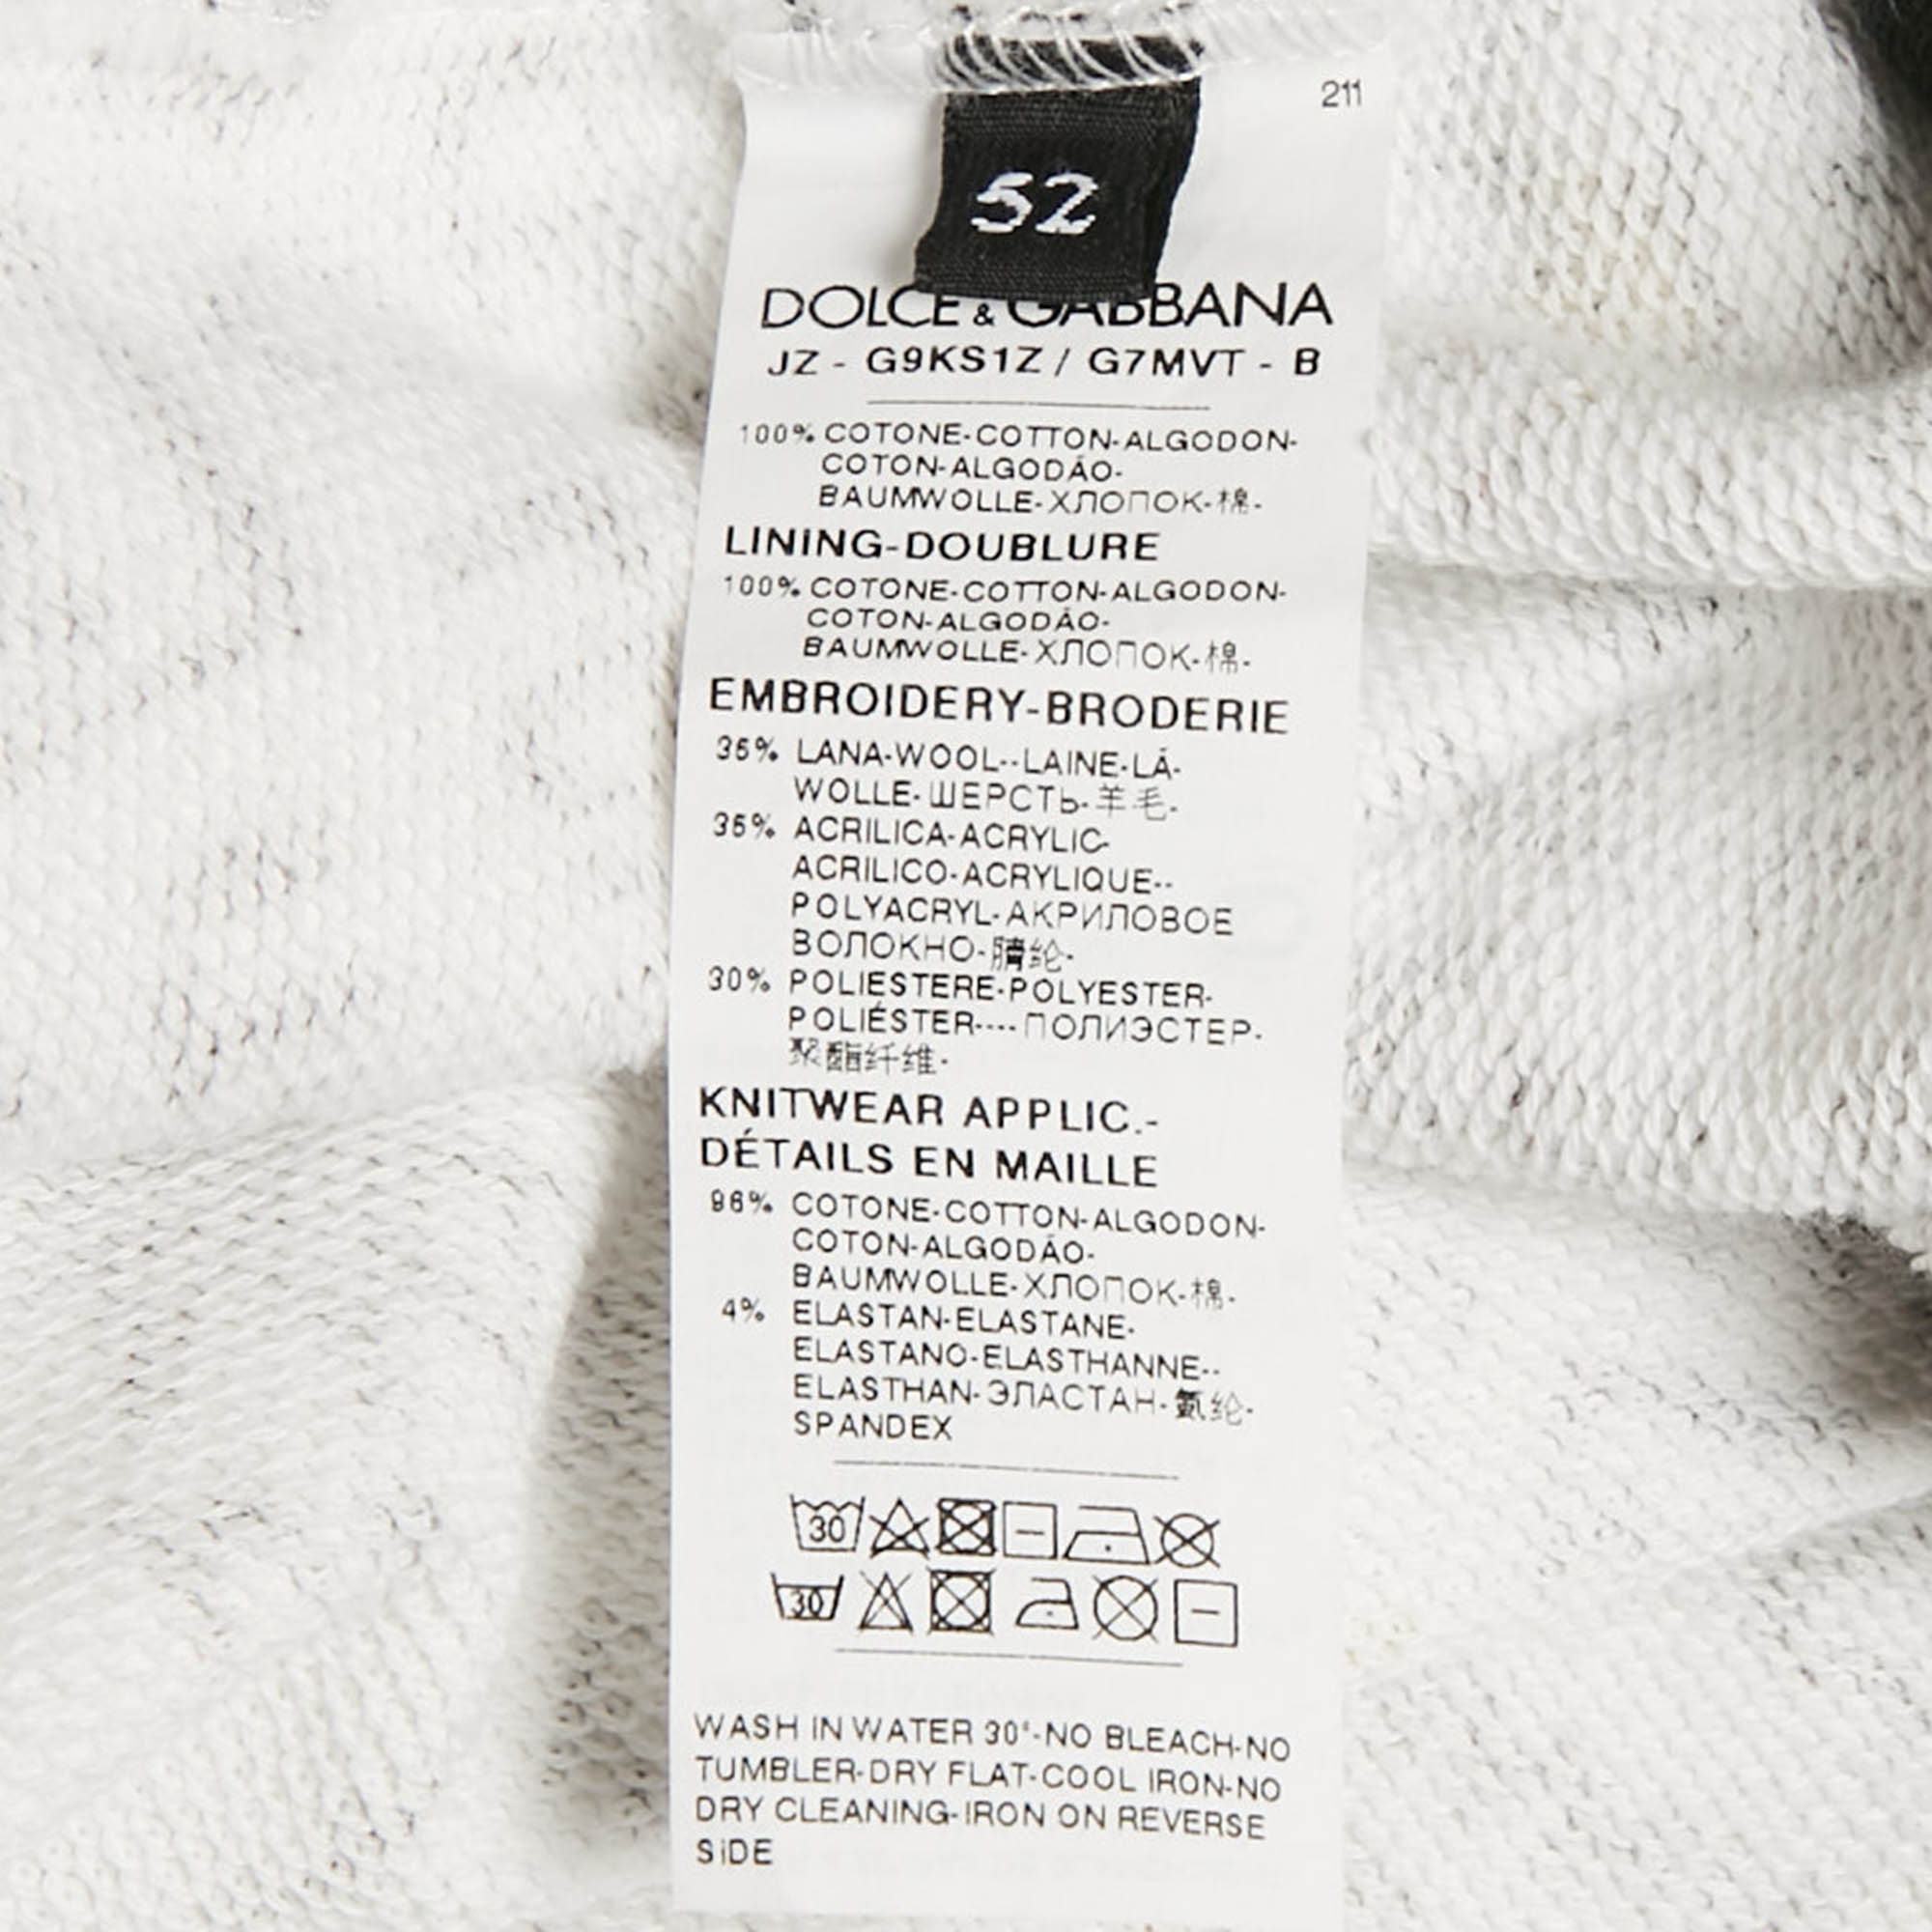 211
52
DOLCE & GABBANA
JZ - G9KS1Z / G7MVT - B
100% COTONE-COTTON-ALGODON-
COTON-ALGODÃO-
BAUMWOLLE-ХЛОПОК-棉-
LINING-DOUBLURE
100% COTONE-COTTON-ALGODON-
COTON-ALGODÃO-
BAUMWOLLE-ХЛОПОК-棉-
EMBROIDERY-BRODERIE
35% LANA-WOOL--LAINE-LÃ-
WOLLE-ШЕРСТЬ-羊毛-
35% ACRILICA-ACRYLIC-
ACRILICO-ACRYLIQUE--
POLYACRYL-АКРИЛОВОЕ
ВОЛОКНО-腈纶-
30% POLIESTERE-POLYESTER-
POLIÉSTER----ПОЛИЭСТЕР-
聚酯纤维-
KNITWEAR APPLIC.-
DÉTAILS EN MAILLE
96% COTONE-COTTON-ALGODON-
COTON-ALGODÃO-
BAUMWOLLE-ХЛОПОК-棉-
4% ELASTAN-ELASTANE-
ELASTANO-ELASTHANNE--
ELASTHAN-ЭЛАСТАН-氨纶-
SPANDEX
30
30
WASH IN WATER 30°-NO BLEACH-NO
TUMBLER-DRY FLAT-COOL IRON-NO
DRY CLEANING-IRON ON REVERSE
SIDE